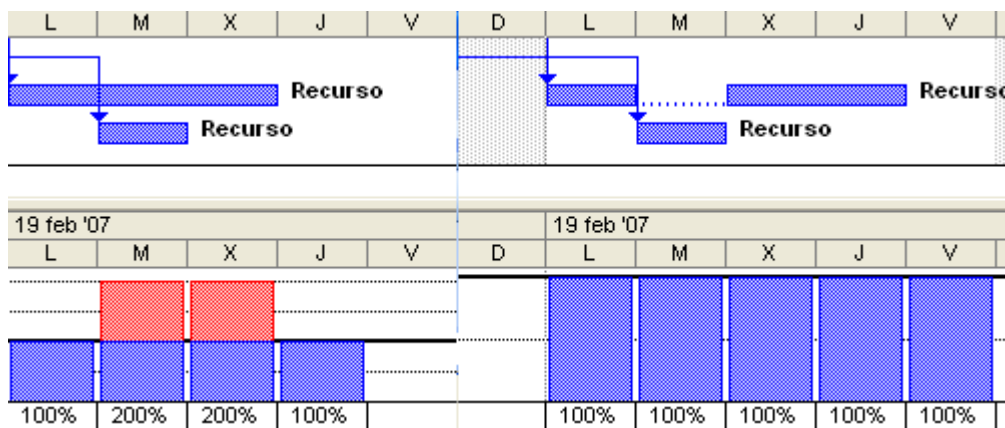 L M X J V D L M X J V
Recurso Recurso
Recurso Recurso
19 feb '07 19 feb '07
L M X J V D L M X J V
100% 200% 200% 100% 100% 100% 100% 100% 100%